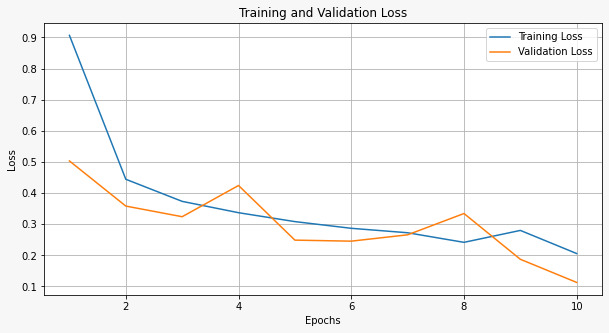 Training and Validation Loss
Training Loss
Validation Loss
Loss
0.9
0.8
0.7
0.6
0.5
0.4
0.3
0.2
0.1
2 4 6 8 10
Epochs